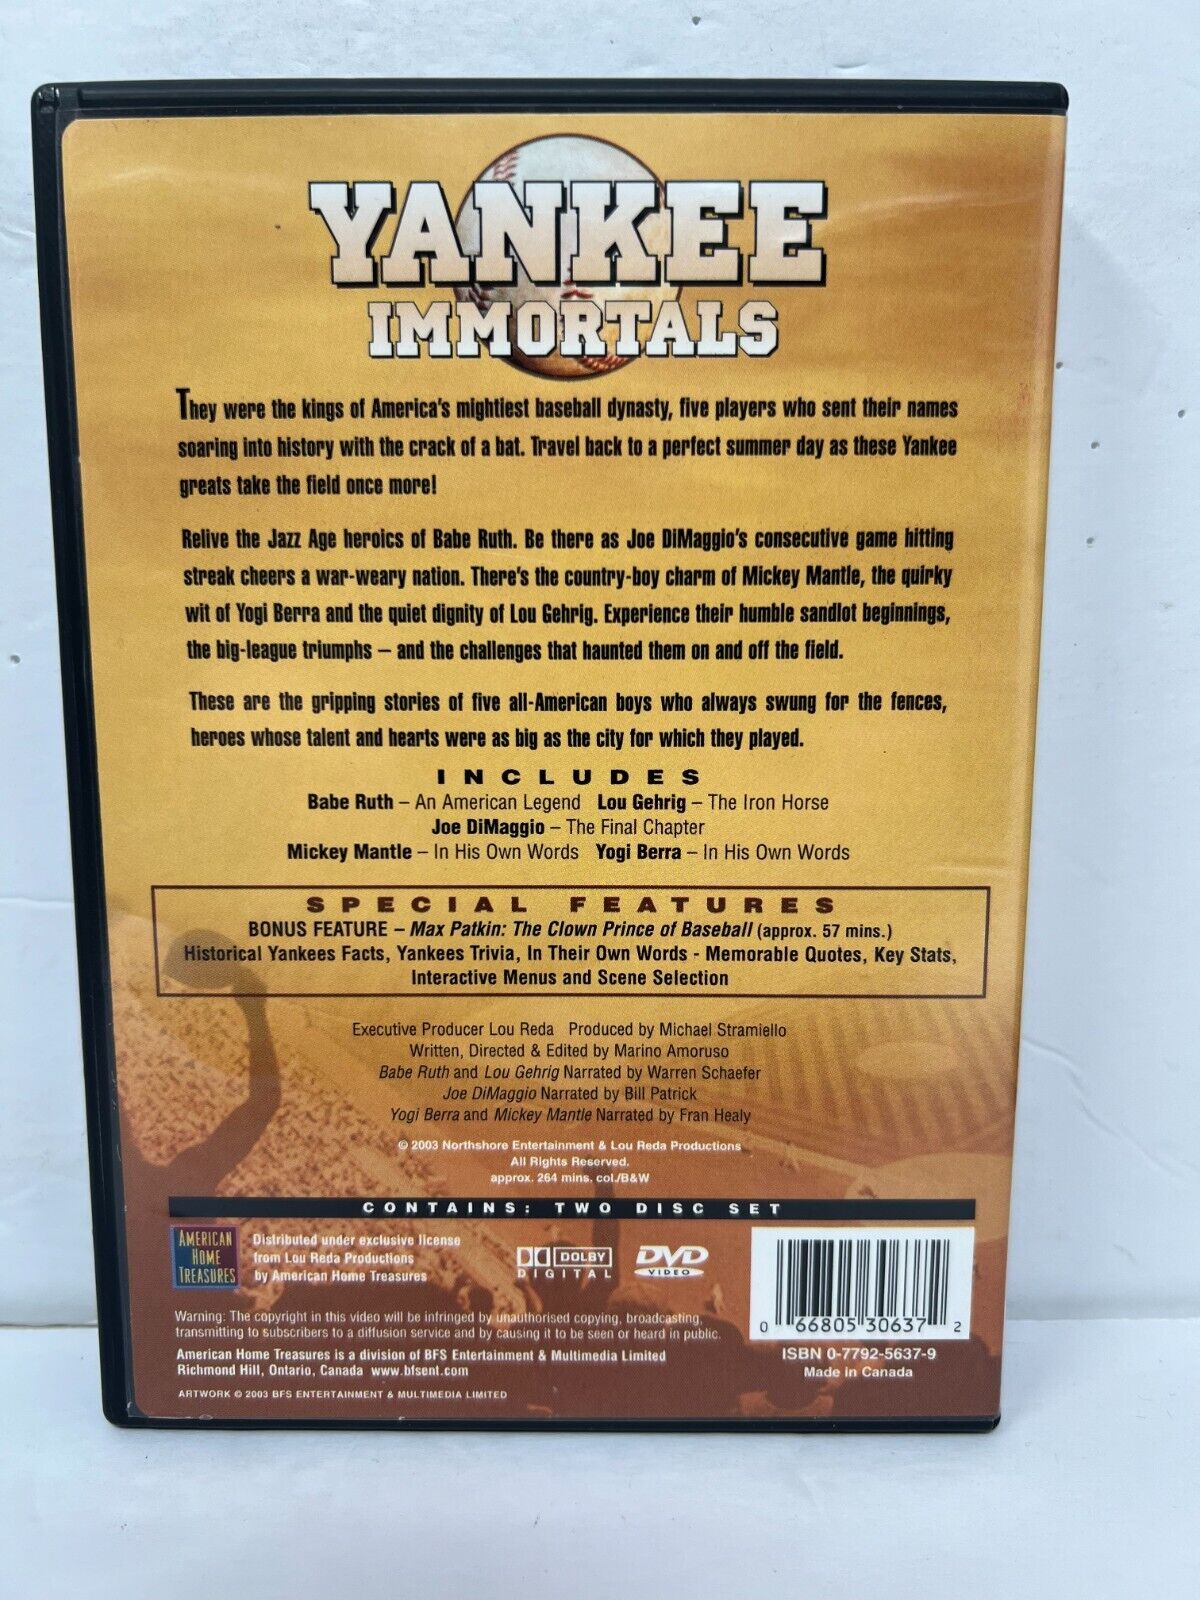 YANKEE
IMMORTALS
They were the kings of America's mightiest baseball dynasty, five players who sent their names
soaring into history with the crack of a bat. Travel back to a perfect summer day as these Yankee
greats take the field once more!
Relive the Jazz Age heroics of Babe Ruth. Be there as Joe DiMaggio's consecutive game hitting
streak cheers a war-weary nation. There's the country-boy charm of Mickey Mantle, the quirky
wit of Yogi Berra and the quiet dignity of Lou Gehrig. Experience their humble sandlot beginnings,
the big-league triumphs – and the challenges that haunted them on and off the field.
These are the gripping stories of five all-American boys who always swung for the fences,
heroes whose talent and hearts were as big as the city for which they played.
INCLUDES
Babe Ruth – An American Legend Lou Gehrig – The Iron Horse
Joe DiMaggio – The Final Chapter
Mickey Mantle – In His Own Words Yogi Berra – In His Own Words
SPECIAL FEATURES
BONUS FEATURE – Max Patkin: The Clown Prince of Baseball (approx. 57 mins.)
Historical Yankees Facts, Yankees Trivia, In Their Own Words - Memorable Quotes, Key Stats,
Interactive Menus and Scene Selection
Executive Producer Lou Reda Produced by Michael Stramiello
Written, Directed & Edited by Marino Amoruso
Babe Ruth and Lou Gehrig Narrated by Warren Schaefer
Joe DiMaggio Narrated by Bill Patrick
Yogi Berra and Mickey Mantle Narrated by Fran Healy
© 2003 Northshore Entertainment & Lou Reda Productions
All Rights Reserved.
approx. 264 mins. col./B&W
CONTAINS: TWO DISC SET
AMERICAN
HOME
TREASURES
Distributed under exclusive license
from Lou Reda Productions
by American Home Treasures
DOLBY
DIGITAL
DVD
VIDEO
0 66805 30637 2
ISBN 0-7792-5637-9
Made in Canada
Warning: The copyright in this video will be infringed by unauthorised copying, broadcasting,
transmitting to subscribers to a diffusion service and by causing it to be seen or heard in public.
American Home Treasures is a division of BFS Entertainment & Multimedia Limited
Richmond Hill, Ontario, Canada www.bfsent.com
ARTWORK © 2003 BFS ENTERTAINMENT & MULTIMEDIA LIMITED